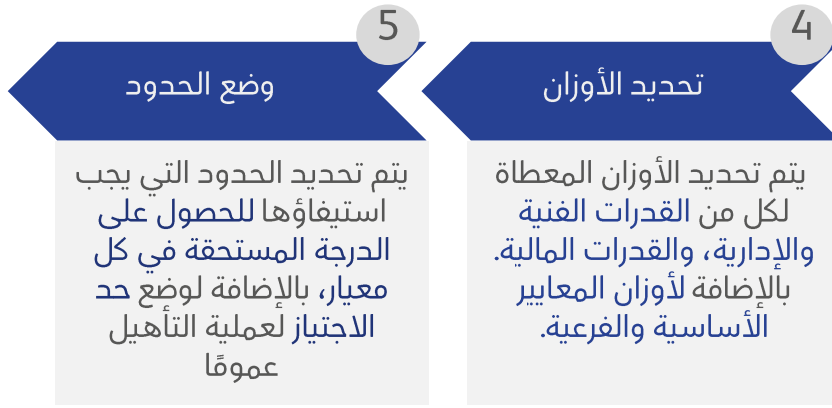 4
تحديد الأوزان
يتم تحديد الأوزان المعطاة
لكل من القدرات الفنية
والإدارية، والقدرات المالية.
بالإضافة لأوزان المعايير
الأساسية والفرعية.
5
وضع الحدود
يتم تحديد الحدود التي يجب
استيفاؤها للحصول على
الدرجة المستحقة في كل
معيار، بالإضافة لوضع حد
الاجتياز لعملية التأهيل
عمومًا